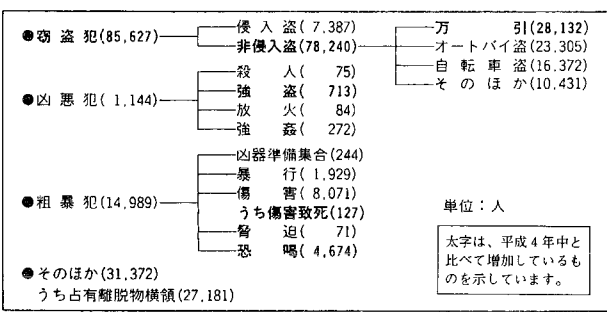 ●窃盗犯(85,627)
侵入盗( 7,387)
非侵入盗(78,240)
万引(28,132)
オートバイ盗(23,305)
自転車盗(16,372)
そのほか(10,431)
●凶悪犯( 1,144)
殺人( 75)
強盗( 713)
放火( 84)
強姦( 272)
●粗暴犯(14,989)
凶器準備集合(244)
暴行( 1,929)
傷害( 8,071)
うち傷害致死(127)
脅迫( 71)
恐喝( 4,674)
●そのほか(31,372)
うち占有離脱物横領(27,181)
単位:人
太字は、平成4年中と
比べて増加しているも
のを示しています。